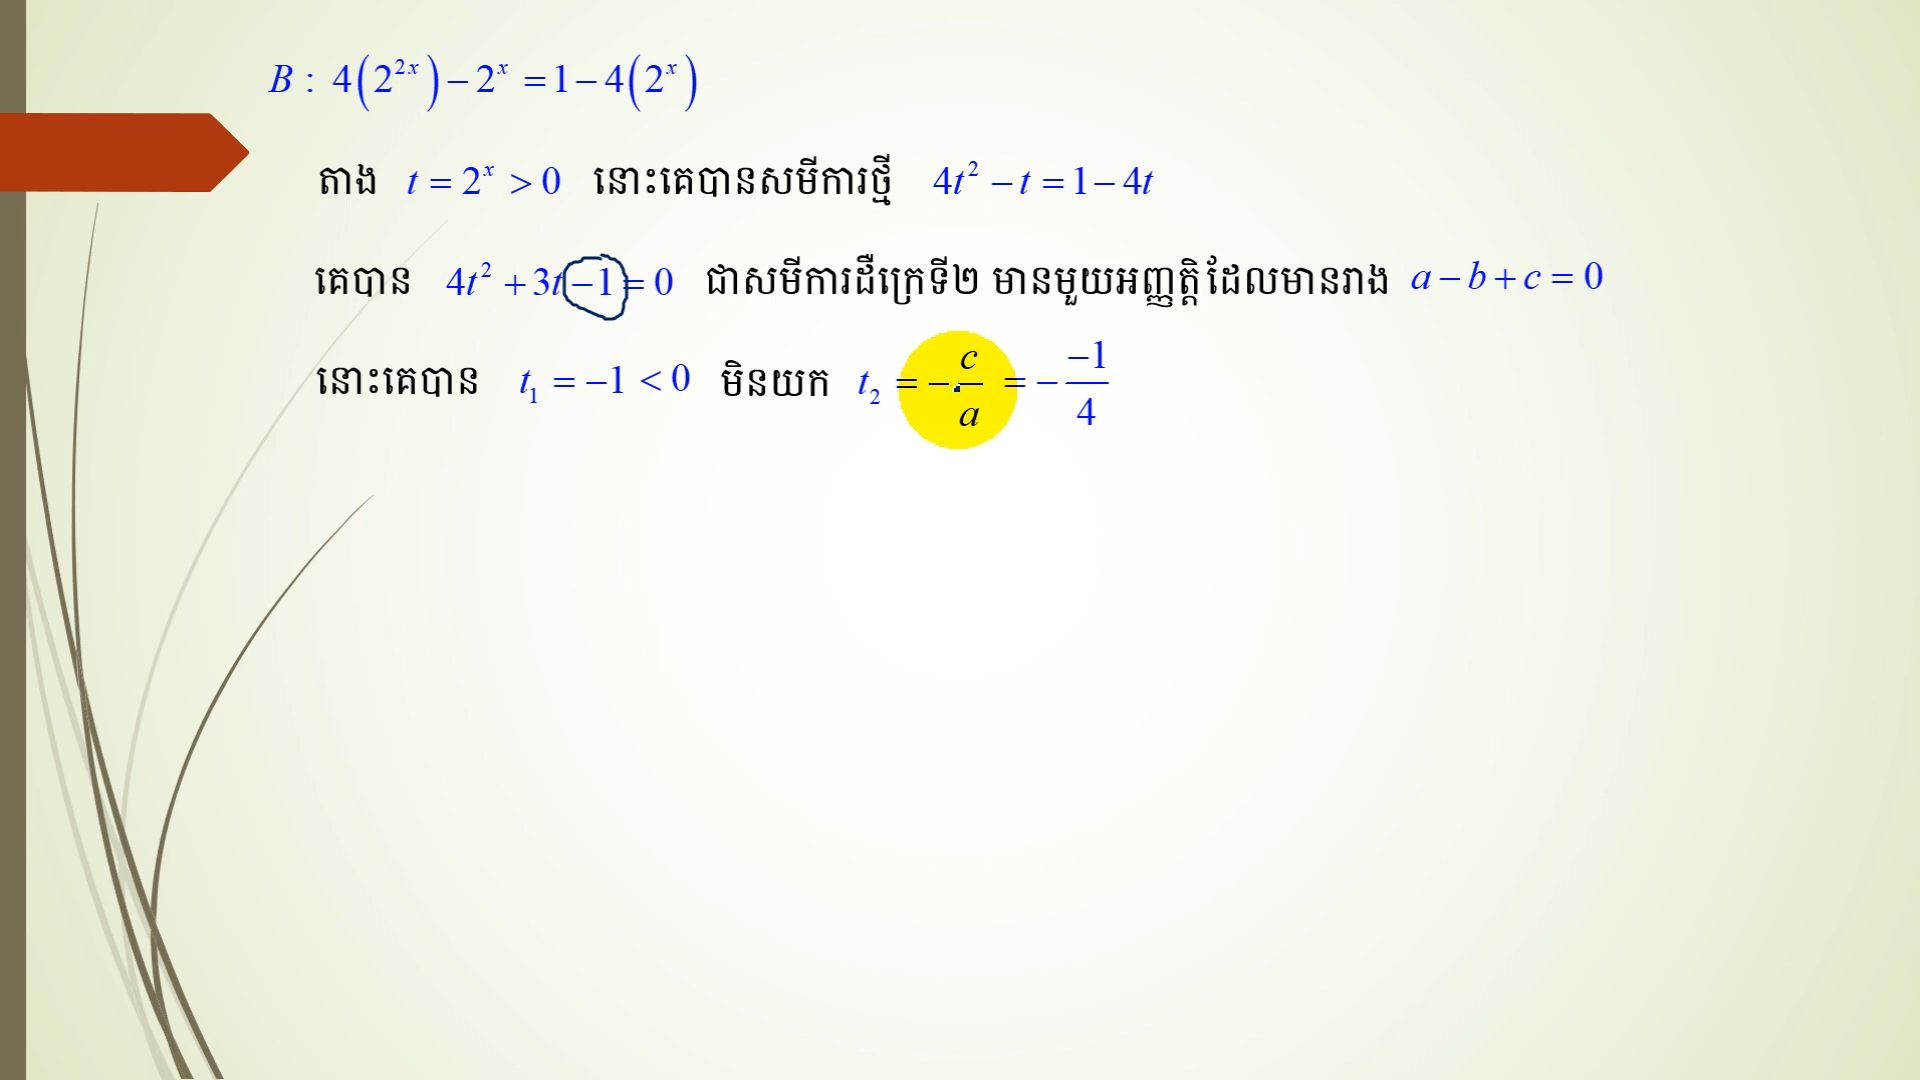 B : 4(2^{2x}) − 2^x = 1 − 4(2^x)
តាង t = 2^x > 0 នោះគេបានសមីការថ្មី 4t² − t = 1 − 4t
គេបាន 4t² + 3t − 1 = 0 ជាសមីការដឺក្រេទី២ មានមួយអញ្ញត្តិដែលមានរាង a − b + c = 0
នោះគេបាន t₁ = −1 < 0 មិនយក t₂ = −c/a = −(−1)/4